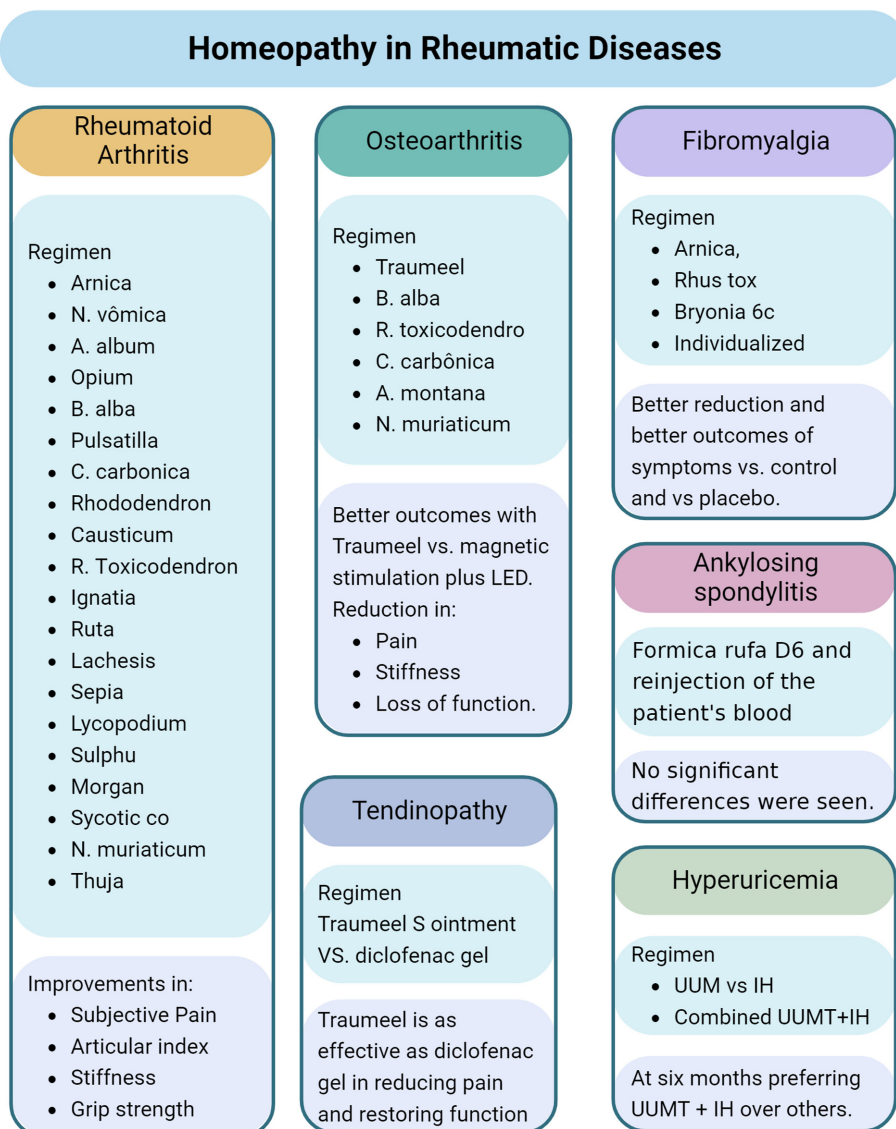 Homeopathy in Rheumatic Diseases
Rheumatoid
Arthritis
Regimen
• Arnica
• N. vômica
• A. album
• Opium
• B. alba
• Pulsatilla
• C. carbonica
• Rhododendron
• Causticum
• R. Toxicodendron
• Ignatia
• Ruta
• Lachesis
• Sepia
• Lycopodium
• Sulphu
• Morgan
• Sycotic co
• N. muriaticum
• Thuja
Improvements in:
• Subjective Pain
• Articular index
• Stiffness
• Grip strength
Osteoarthritis
Regimen
• Traumeel
• B. alba
• R. toxicodendro
• C. carbônica
• A. montana
• N. muriaticum
Better outcomes with
Traumeel vs. magnetic
stimulation plus LED.
Reduction in:
• Pain
• Stiffness
• Loss of function.
Tendinopathy
Regimen
Traumeel S ointment
VS. diclofenac gel
Traumeel is as
effective as diclofenac
gel in reducing pain
and restoring function
Fibromyalgia
Regimen
• Arnica,
• Rhus tox
• Bryonia 6c
• Individualized
Better reduction and
better outcomes of
symptoms vs. control
and vs placebo.
Ankylosing
spondylitis
Formica rufa D6 and
reinjection of the
patient's blood
No significant
differences were seen.
Hyperuricemia
Regimen
• UUM vs IH
• Combined UUMT+IH
At six months preferring
UUMT + IH over others.